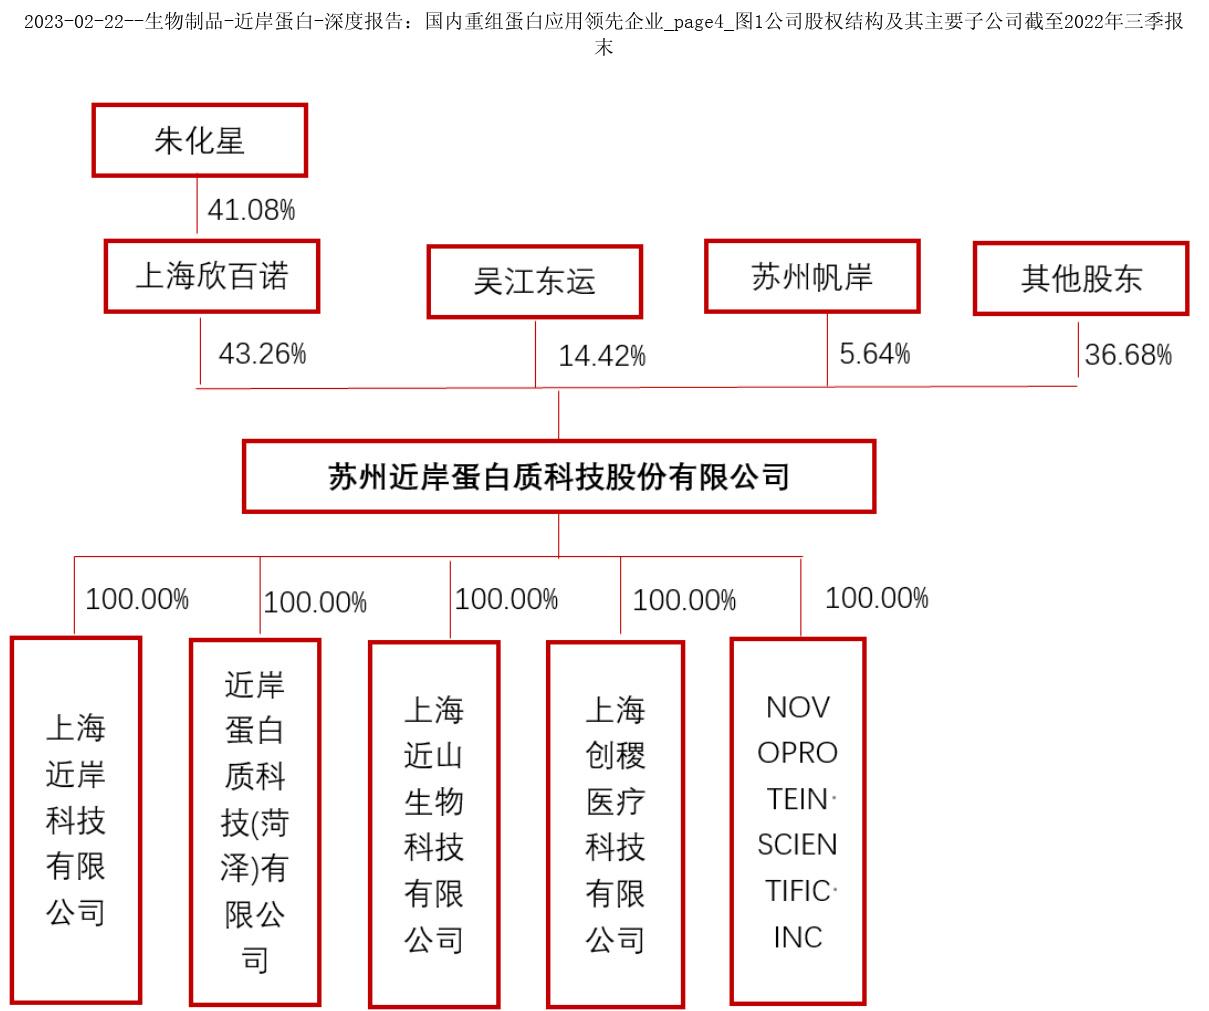 2023-02-22--生物制品-近岸蛋白-深度报告：国内重组蛋白应用领先企业_page4_图1公司股权结构及其主要子公司截至2022年三季报
末
朱化星
41.08%
上海欣百诺
吴江东运
苏州帆岸
其他股东
43.26%
14.42%
5.64%
36.68%
苏州近岸蛋白质科技股份有限公司
100.00%
100.00%
100.00%
100.00%
100.00%
上海
近岸
科技
有限
公司
近岸
蛋白
质科
技(菏
泽)有
限公
司
上海
近山
生物
科技
有限
公司
上海
创稷
医疗
科技
有限
公司
NOV
OPRO
TEIN·
SCIEN
TIFIC·
INC